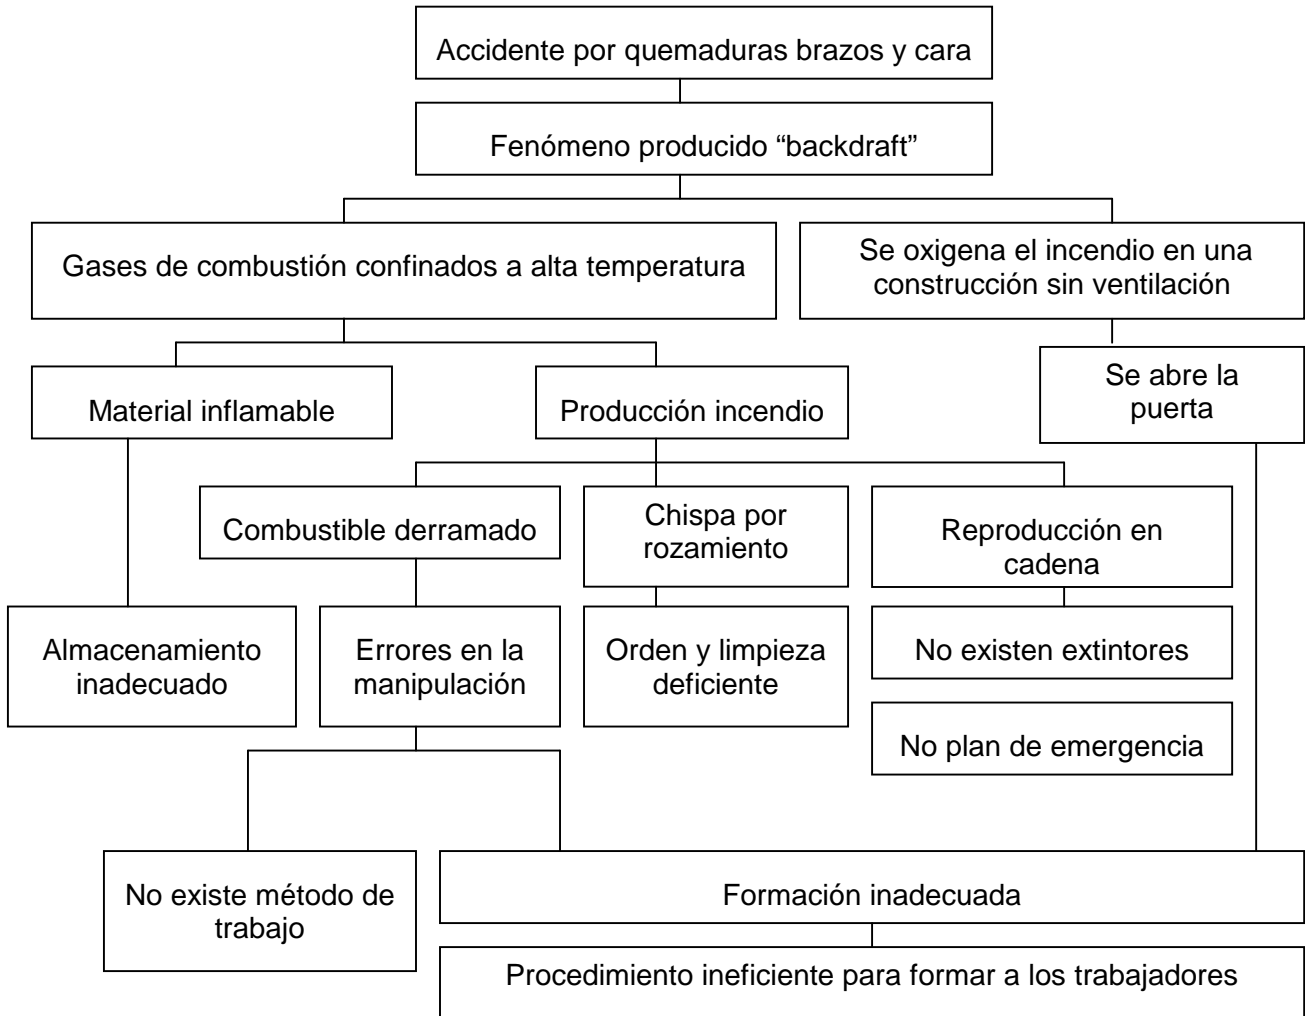 Accidente por quemaduras brazos y cara
Fenómeno producido “backdraft”
Gases de combustión confinados a alta temperatura
Se oxigena el incendio en una
construcción sin ventilación
Material inflamable
Producción incendio
Se abre la
puerta
Combustible derramado
Chispa por
rozamiento
Reproducción en
cadena
Almacenamiento
inadecuado
Errores en la
manipulación
Orden y limpieza
deficiente
No existen extintores
No plan de emergencia
No existe método de
trabajo
Formación inadecuada
Procedimiento ineficiente para formar a los trabajadores